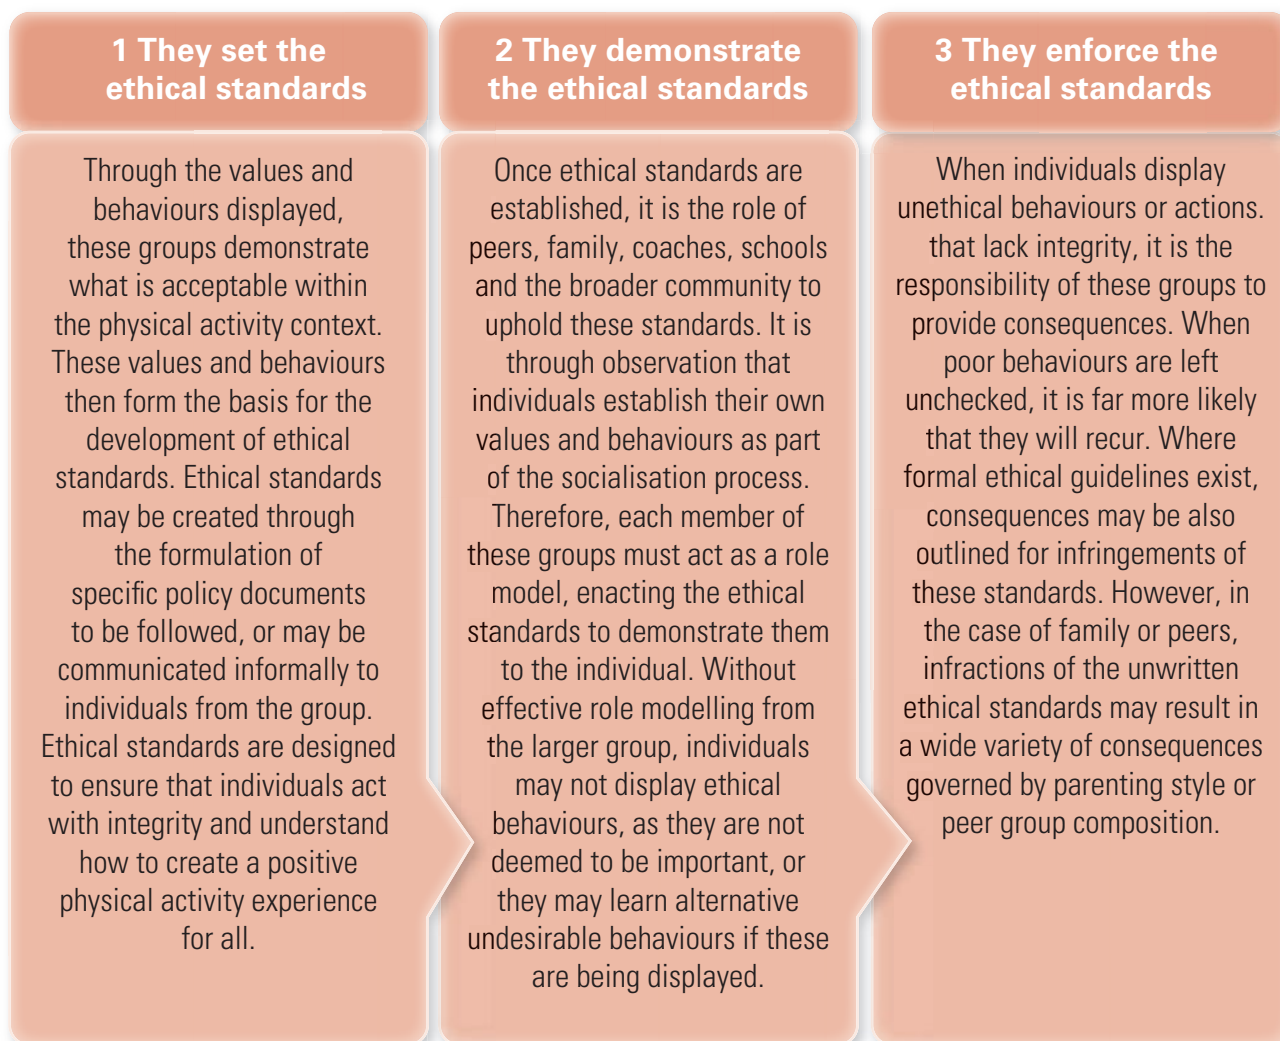 1 They set the
ethical standards
Through the values and
behaviours displayed,
these groups demonstrate
what is acceptable within
the physical activity context.
These values and behaviours
then form the basis for the
development of ethical
standards. Ethical standards
may be created through
the formulation of
specific policy documents
to be followed, or may be
communicated informally to
individuals from the group.
Ethical standards are designed
to ensure that individuals act
with integrity and understand
how to create a positive
physical activity experience
for all.
2 They demonstrate
the ethical standards
Once ethical standards are
established, it is the role of
peers, family, coaches, schools
and the broader community to
uphold these standards. It is
through observation that
individuals establish their own
values and behaviours as part
of the socialisation process.
Therefore, each member of
these groups must act as a role
model, enacting the ethical
standards to demonstrate them
to the individual. Without
effective role modelling from
the larger group, individuals
may not display ethical
behaviours, as they are not
deemed to be important, or
they may learn alternative
undesirable behaviours if these
are being displayed.
3 They enforce the
ethical standards
When individuals display
unethical behaviours or actions.
that lack integrity, it is the
responsibility of these groups to
provide consequences. When
poor behaviours are left
unchecked, it is far more likely
that they will recur. Where
formal ethical guidelines exist,
consequences may be also
outlined for infringements of
these standards. However, in
the case of family or peers,
infractions of the unwritten
ethical standards may result in
a wide variety of consequences
governed by parenting style or
peer group composition.